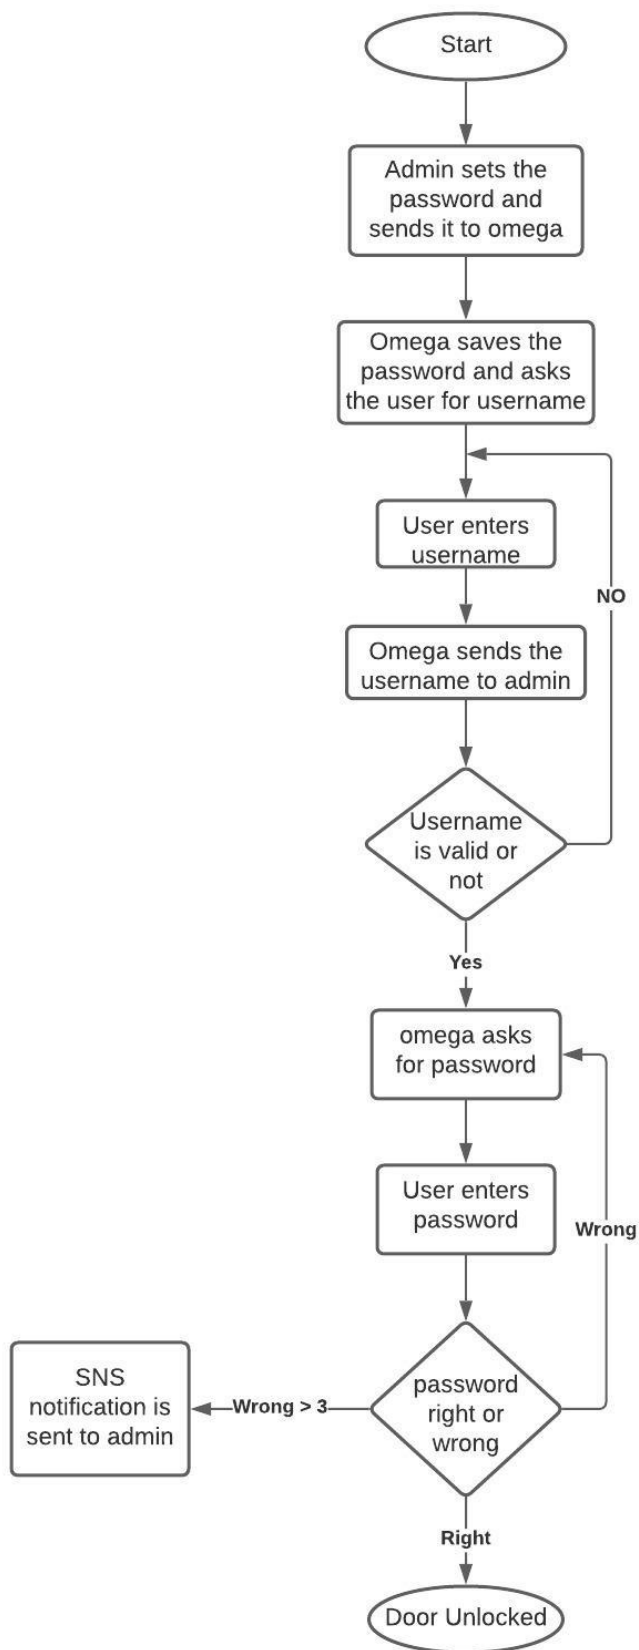 Start
Admin sets the
password and
sends it to omega
Omega saves the
password and asks
the user for username
User enters
username
NO
Omega sends the
username to admin
Username
is valid or
not
Yes
omega asks
for password
User enters
password
Wrong
SNS
notification is
sent to admin
Wrong > 3
password
right or
wrong
Right
Door Unlocked